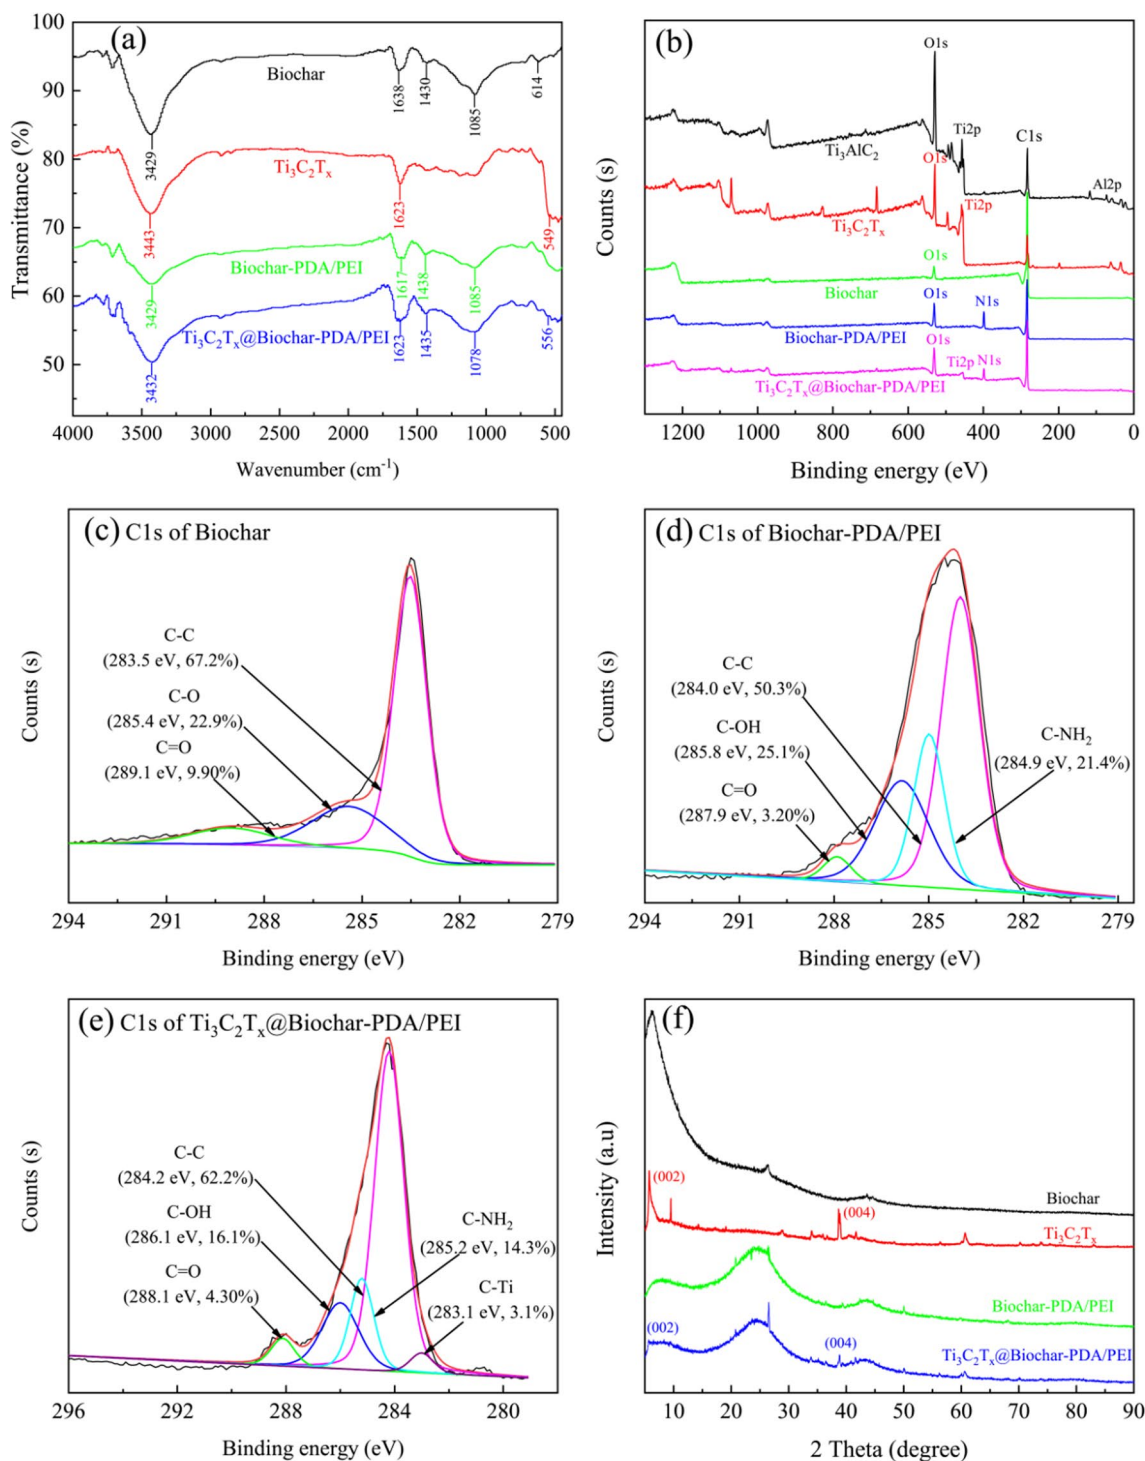 (a)
Transmittance (%)
100
90
80
70
60
50
Biochar
3429
1638
1430
1085
614
Ti₃C₂Tₓ
3443
1623
549
Biochar-PDA/PEI
3429
1617
1438
1085
Ti₃C₂Tₓ@Biochar-PDA/PEI
3432
1623
1435
1078
556
4000 3500 3000 2500 2000 1500 1000 500
Wavenumber (cm⁻¹)
(b)
Counts (s)
O1s
Ti2p
C1s
Al2p
Ti₃AlC₂
O1s
Ti2p
Ti₃C₂Tₓ
O1s
Biochar
O1s
N1s
Biochar-PDA/PEI
O1s
Ti2p N1s
Ti₃C₂Tₓ@Biochar-PDA/PEI
1200 1000 800 600 400 200 0
Binding energy (eV)
(c) C1s of Biochar
Counts (s)
C-C
(283.5 eV, 67.2%)
C-O
(285.4 eV, 22.9%)
C=O
(289.1 eV, 9.90%)
294 291 288 285 282 279
Binding energy (eV)
(d) C1s of Biochar-PDA/PEI
Counts (s)
C-C
(284.0 eV, 50.3%)
C-OH
(285.8 eV, 25.1%)
C=O
(287.9 eV, 3.20%)
C-NH₂
(284.9 eV, 21.4%)
294 291 288 285 282 279
Binding energy (eV)
(e) C1s of Ti₃C₂Tₓ@Biochar-PDA/PEI
Counts (s)
C-C
(284.2 eV, 62.2%)
C-OH
(286.1 eV, 16.1%)
C=O
(288.1 eV, 4.30%)
C-NH₂
(285.2 eV, 14.3%)
C-Ti
(283.1 eV, 3.1%)
296 292 288 284 280
Binding energy (eV)
(f)
Intensity (a.u)
Biochar
(002)
(004)
Ti₃C₂Tₓ
Biochar-PDA/PEI
(002)
(004)
Ti₃C₂Tₓ@Biochar-PDA/PEI
10 20 30 40 50 60 70 80 90
2 Theta (degree)